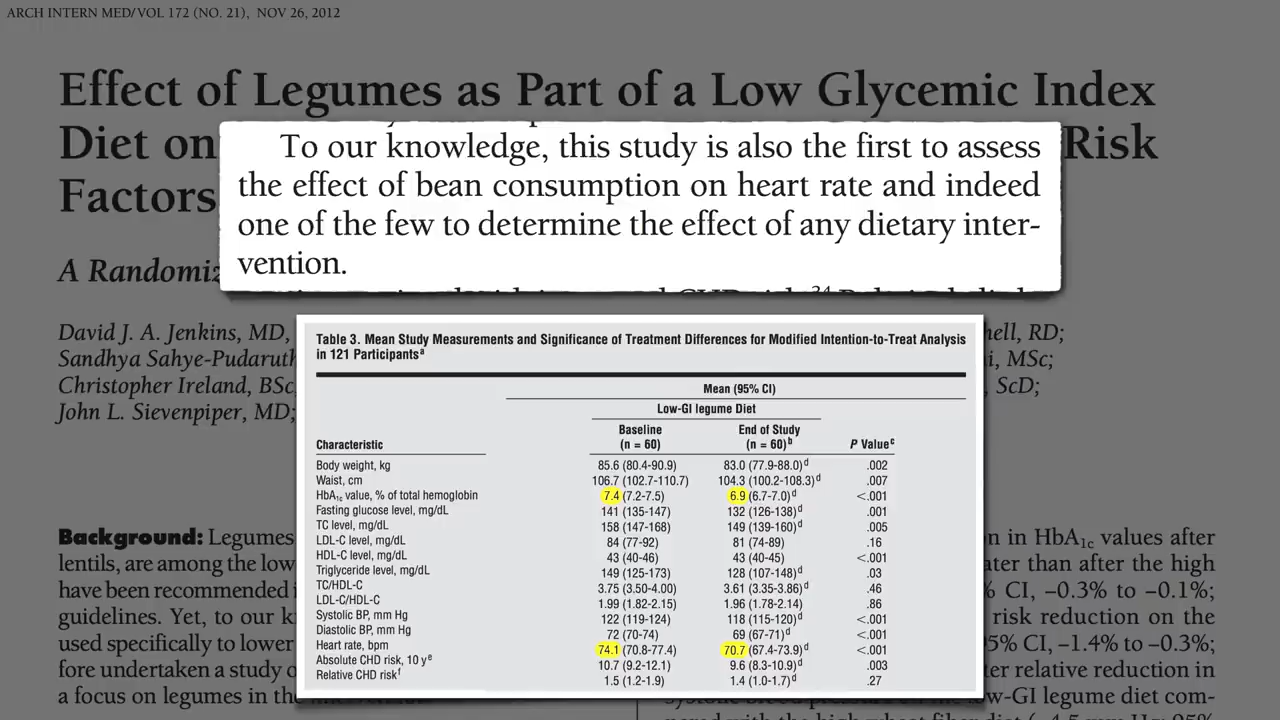 ARCH INTERN MED/VOL 172 (NO. 21), NOV 26, 2012
Effect of Legumes as Part of a Low Glycemic Index
Diet on Risk
Factors
To our knowledge, this study is also the first to assess
the effect of bean consumption on heart rate and indeed
one of the few to determine the effect of any dietary inter-
vention.
A Randomiz
David J. A. Jenkins, MD, hell, RD;
Sandhya Sahye-Pudaruth i, MSc;
Christopher Ireland, BSc ScD;
John L. Sievenpiper, MD;
Table 3. Mean Study Measurements and Significance of Treatment Differences for Modified Intention-to-Treat Analysis
in 121 Participantsᵃ
Mean (95% CI)
Low-GI legume Diet
Baseline End of Study
Characteristic (n = 60) (n = 60)ᵇ P Valueᶜ
Body weight, kg 85.6 (80.4-90.9) 83.0 (77.9-88.0)ᵈ .002
Waist, cm 106.7 (102.7-110.7) 104.3 (100.2-108.3)ᵈ .007
HbA₁c value, % of total hemoglobin 7.4 (7.2-7.5) 6.9 (6.7-7.0)ᵈ <.001
Fasting glucose level, mg/dL 141 (135-147) 132 (126-138)ᵈ .001
TC level, mg/dL 158 (147-168) 149 (139-160)ᵈ .005
LDL-C level, mg/dL 84 (77-92) 81 (74-89) .16
HDL-C level, mg/dL 43 (40-46) 43 (40-45) <.001
Triglyceride level, mg/dL 149 (125-173) 128 (107-148)ᵈ .03
TC/HDL-C 3.75 (3.50-4.00) 3.61 (3.35-3.86)ᵈ .46
LDL-C/HDL-C 1.99 (1.82-2.15) 1.96 (1.78-2.14) .86
Systolic BP, mm Hg 122 (119-124) 118 (115-120)ᵈ <.001
Diastolic BP, mm Hg 72 (70-74) 69 (67-71)ᵈ <.001
Heart rate, bpm 74.1 (70.8-77.4) 70.7 (67.4-73.9)ᵈ <.001
Absolute CHD risk, 10 yᵉ 10.7 (9.2-12.1) 9.6 (8.3-10.9)ᵈ .003
Relative CHD riskᶠ 1.5 (1.2-1.9) 1.4 (1.0-1.7)ᵈ .27
Background: Legumes
lentils, are among the low
have been recommended
guidelines. Yet, to our k
used specifically to lower
fore undertaken a study o
a focus on legumes in the
n in HbA₁c values after
ater than after the high
CI, −0.3% to −0.1%;
risk reduction on the
5% CI, −1.4% to −0.3%;
ter relative reduction in
low-GI legume diet com-